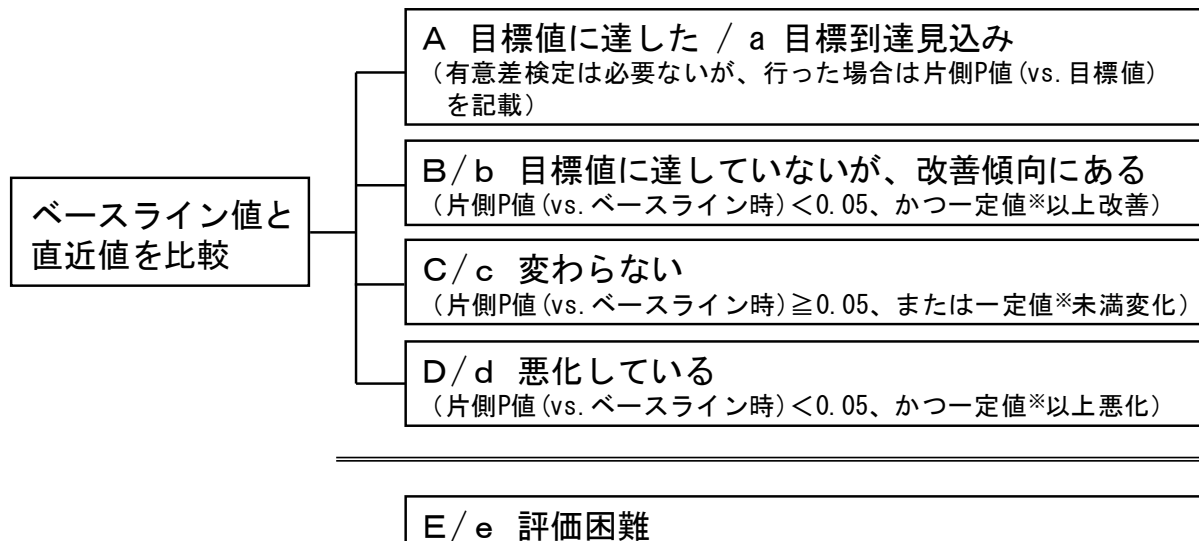 A 目標値に達した / a 目標到達見込み
(有意差検定は必要ないが、行った場合は片側P値(vs.目標値)
を記載)
B/b 目標値に達していないが、改善傾向にある
(片側P値(vs.ベースライン時)<0.05、かつ一定値※以上改善)
ベースライン値と
直近値を比較
C/c 変わらない
(片側P値(vs.ベースライン時)≧0.05、または一定値※未満変化)
D/d 悪化している
(片側P値(vs.ベースライン時)<0.05、かつ一定値※以上悪化)
E/e 評価困難